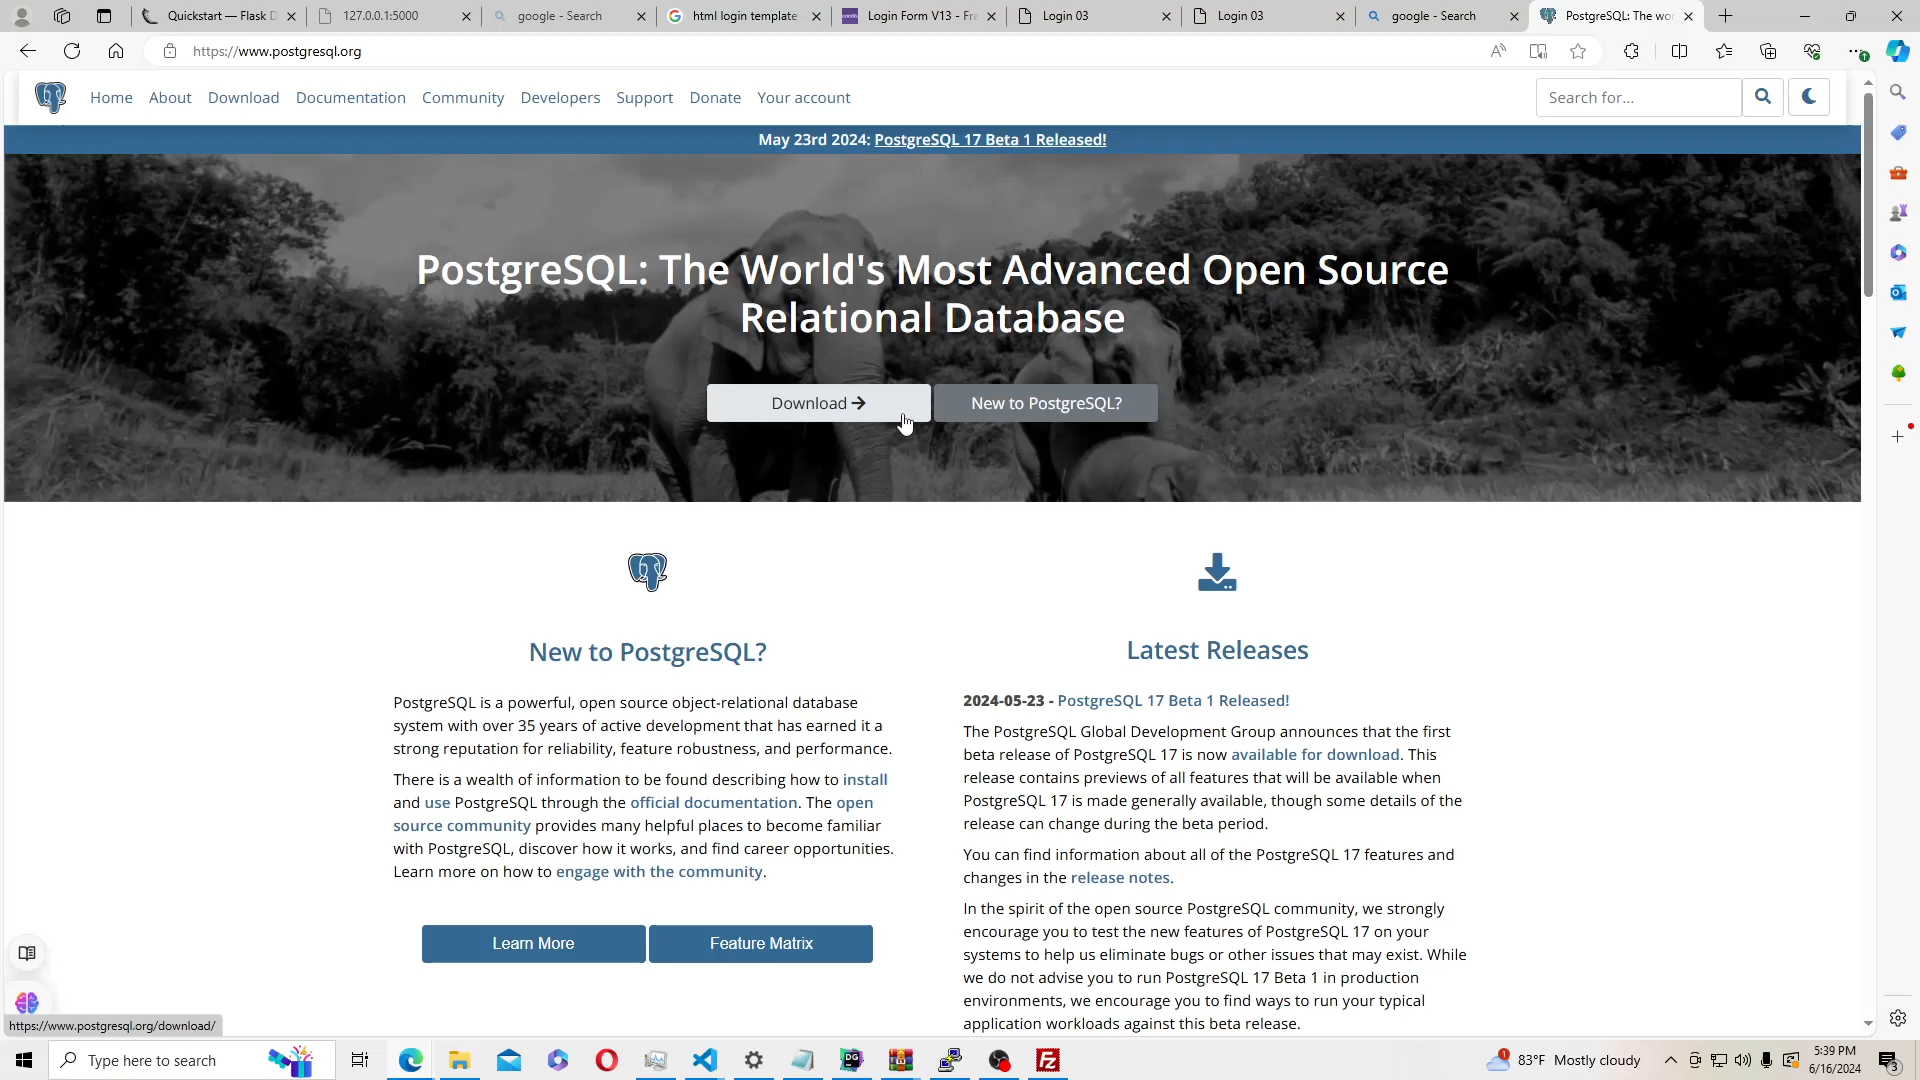 Quickstart — Flask D
127.0.0.1:5000
google - Search
html login template
Login Form V13 - Fre
Login 03
Login 03
google - Search
PostgreSQL: The wor
https://www.postgresql.org
Home
About
Download
Documentation
Community
Developers
Support
Donate
Your account
Search for...
May 23rd 2024: PostgreSQL 17 Beta 1 Released!
PostgreSQL: The World's Most Advanced Open Source
Relational Database
Download
New to PostgreSQL?
New to PostgreSQL?
PostgreSQL is a powerful, open source object-relational database
system with over 35 years of active development that has earned it a
strong reputation for reliability, feature robustness, and performance.
There is a wealth of information to be found describing how to install
and use PostgreSQL through the official documentation. The open
source community provides many helpful places to become familiar
with PostgreSQL, discover how it works, and find career opportunities.
Learn more on how to engage with the community.
Learn More
Feature Matrix
Latest Releases
2024-05-23 - PostgreSQL 17 Beta 1 Released!
The PostgreSQL Global Development Group announces that the first
beta release of PostgreSQL 17 is now available for download. This
release contains previews of all features that will be available when
PostgreSQL 17 is made generally available, though some details of the
release can change during the beta period.
You can find information about all of the PostgreSQL 17 features and
changes in the release notes.
In the spirit of the open source PostgreSQL community, we strongly
encourage you to test the new features of PostgreSQL 17 on your
systems to help us eliminate bugs or other issues that may exist. While
we do not advise you to run PostgreSQL 17 Beta 1 in production
environments, we encourage you to find ways to run your typical
application workloads against this beta release.
https://www.postgresql.org/download/
Type here to search
DG
1
83°F Mostly cloudy
5:39 PM
6/16/2024
3